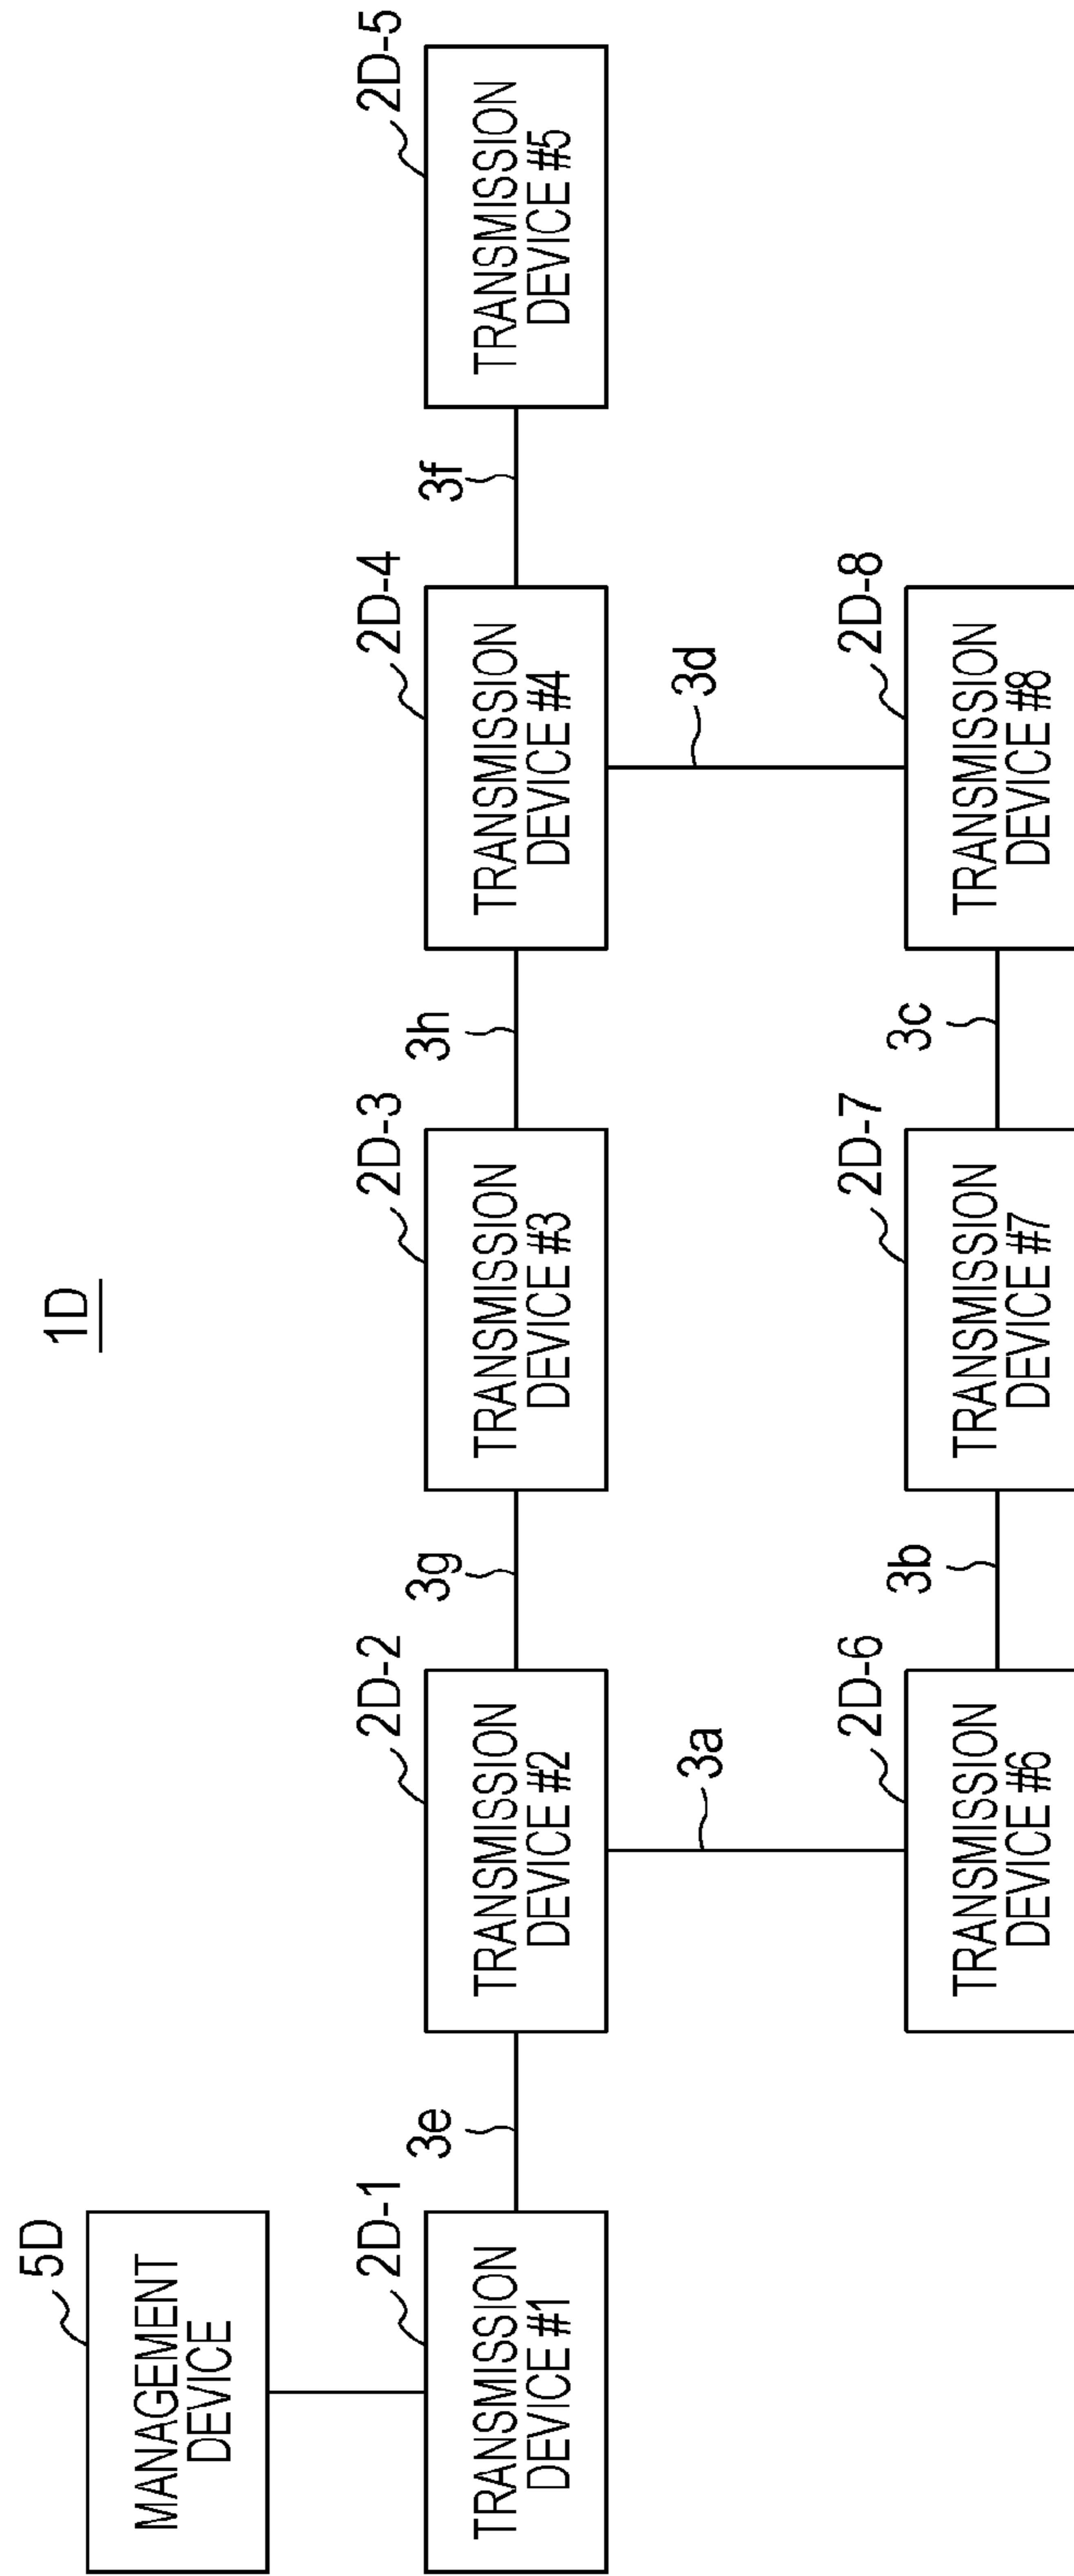 1D
5D
MANAGEMENT
DEVICE
2D-1
TRANSMISSION
DEVICE #1
3e
2D-2
TRANSMISSION
DEVICE #2
3g
2D-3
TRANSMISSION
DEVICE #3
3h
2D-4
TRANSMISSION
DEVICE #4
3f
2D-5
TRANSMISSION
DEVICE #5
3a
3d
2D-6
TRANSMISSION
DEVICE #6
3b
2D-7
TRANSMISSION
DEVICE #7
3c
2D-8
TRANSMISSION
DEVICE #8